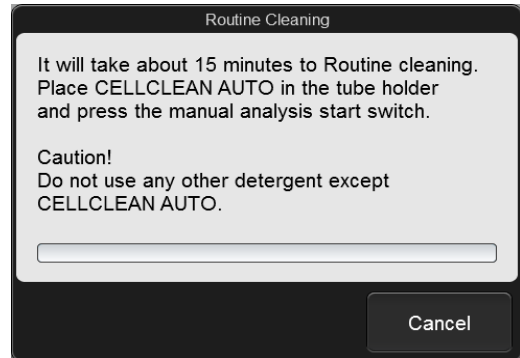 Routine Cleaning
It will take about 15 minutes to Routine cleaning.
Place CELLCLEAN AUTO in the tube holder
and press the manual analysis start switch.
Caution!
Do not use any other detergent except
CELLCLEAN AUTO.
Cancel